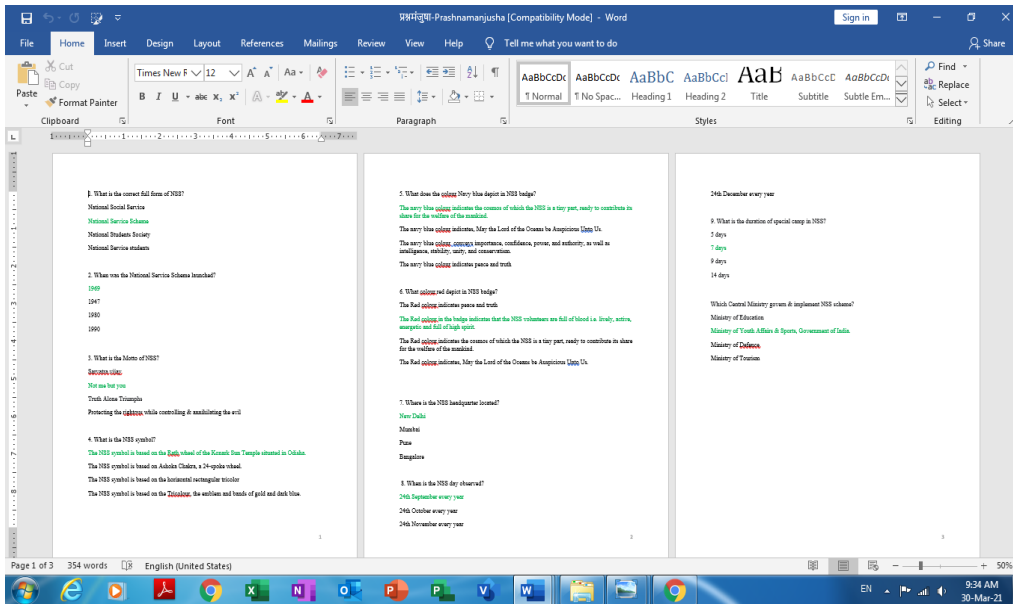 प्रश्नमंजुषा-Prashnamanjusha [Compatibility Mode] - Word
Sign in
File Home Insert Design Layout References Mailings Review View Help Tell me what you want to do Share
Paste
Cut
Copy
Format Painter
Clipboard
Times New F 12
Font
Paragraph
AaBbCcDc AaBbCcDc AaBbC AaBbCcl AaB AaBbCcD AaBbCcDc
¶ Normal ¶ No Spac... Heading 1 Heading 2 Title Subtitle Subtle Em...
Styles
Find
Replace
Select
Editing
1. What is the correct full form of NSS?
National Social Service
National Service Scheme
National Students Society
National Service students
2. When was the National Service Scheme launched?
1969
1947
1980
1990
3. What is the Motto of NSS?
Sarvatra vijay
Not me but you
Truth Alone Triumphs
Protecting the rightous while controlling & annihilating the evil
4. What is the NSS symbol?
The NSS symbol is based on the Rath wheel of the Konark Sun Temple situated in Odisha.
The NSS symbol is based on Ashoka Chakra, a 24-spoke wheel.
The NSS symbol is based on the horizontal rectangular tricolor
The NSS symbol is based on the Tricolour, the emblem and bands of gold and dark blue.
1
5. What does the colour Navy blue depict in NSS badge?
The navy blue colour indicates the cosmos of which the NSS is a tiny part, ready to contribute its
share for the welfare of the mankind.
The navy blue colour indicates, May the Lord of the Oceans be Auspicious Unto Us.
The navy blue colour conveys importance, confidence, power, and authority, as well as
intelligence, stability, unity, and conservatism.
The navy blue colour indicates peace and truth
6. What colour red depict in NSS badge?
The Red colour indicates peace and truth
The Red colour in the badge indicates that the NSS volunteers are full of blood i.e. lively, active,
energetic and full of high spirit.
The Red colour indicates the cosmos of which the NSS is a tiny part, ready to contribute its share
for the welfare of the mankind.
The Red colour indicates, May the Lord of the Oceans be Auspicious Unto Us.
7. Where is the NSS headquarter located?
New Delhi
Mumbai
Pune
Bangalore
8. When is the NSS day observed?
24th September every year
24th October every year
24th November every year
2
24th December every year
9. What is the duration of special camp in NSS?
5 days
7 days
9 days
14 days
Which Central Ministry govern & implement NSS scheme?
Ministry of Education
Ministry of Youth Affairs & Sports, Government of India
Ministry of Defence
Ministry of Tourism
3
Page 1 of 3 354 words English (United States) 50%
EN 9:34 AM
30-Mar-21